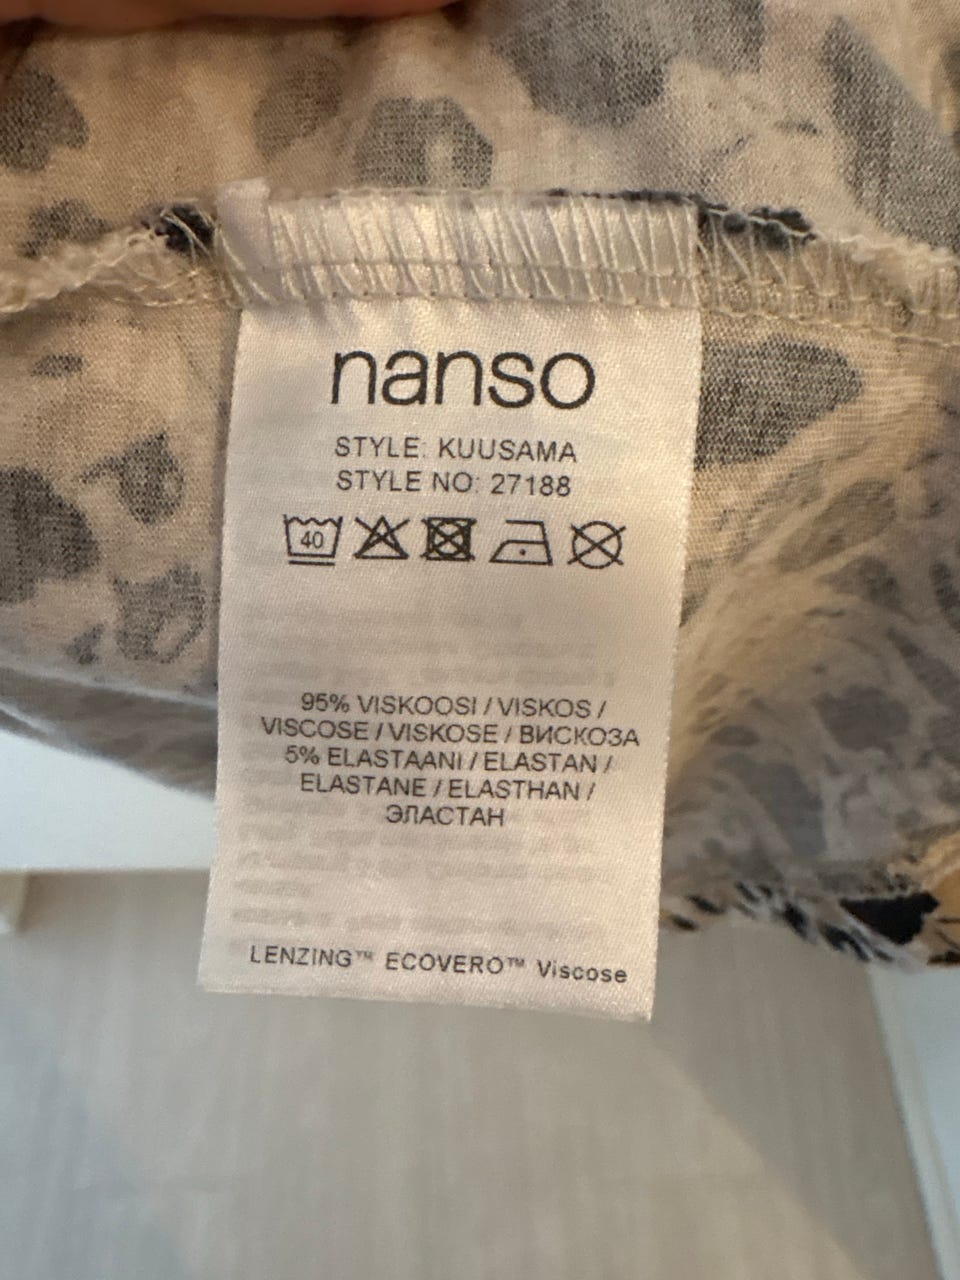 nanso
STYLE: KUUSAMA
STYLE NO: 27188
40
95% VISKOOSI / VISKOS /
VISCOSE / VISKOSE / ВИСКОЗА
5% ELASTAANI / ELASTAN /
ELASTANE / ELASTHAN /
ЭЛАСТАН
LENZING™ ECOVERO™ Viscose